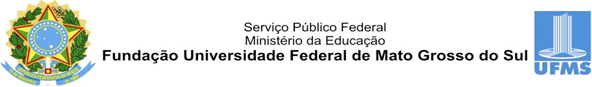 Serviço Público Federal
Ministério da Educação
Fundação Universidade Federal de Mato Grosso do Sul
UFMS